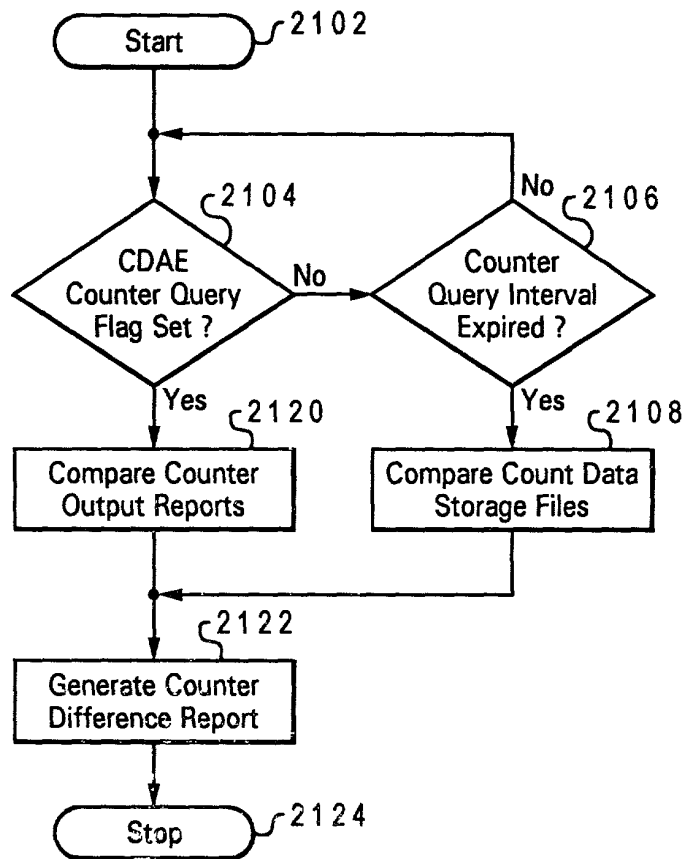 Start
2102
2104
CDAE
Counter Query
Flag Set ?
No
Yes
2106
Counter
Query Interval
Expired ?
No
Yes
2120
Compare Counter
Output Reports
2108
Compare Count Data
Storage Files
2122
Generate Counter
Difference Report
Stop
2124